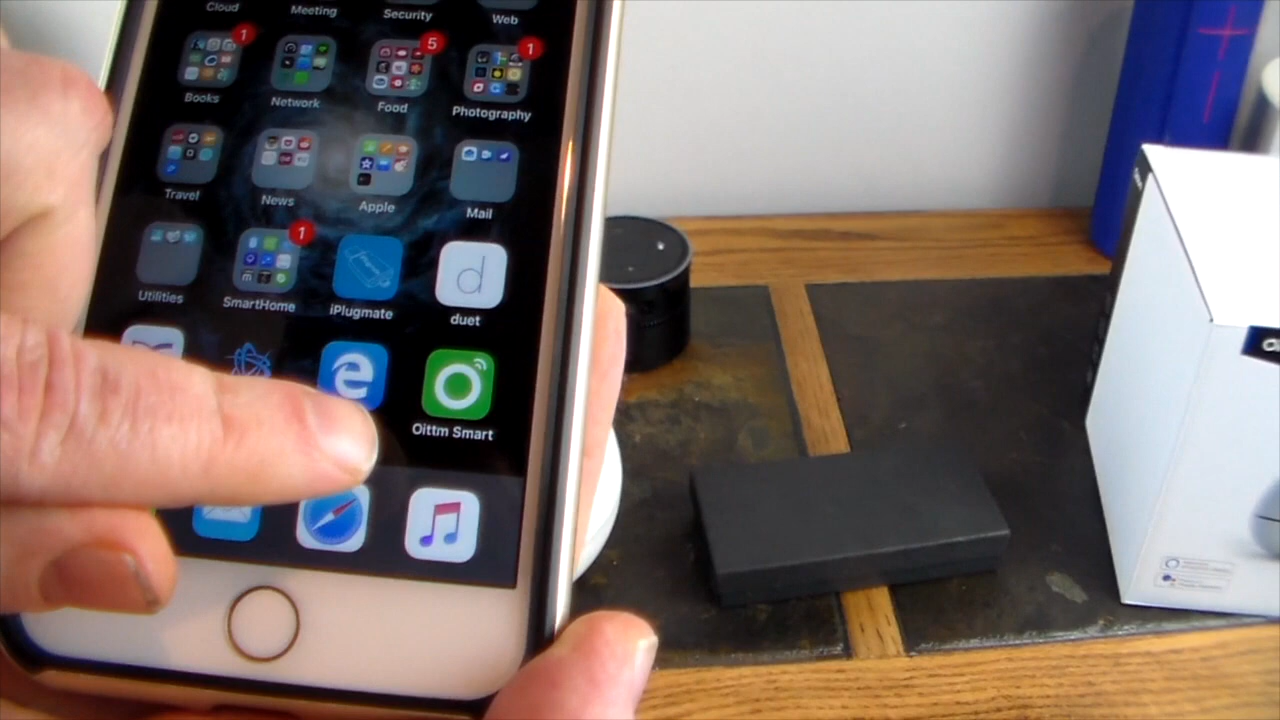 Cloud Meeting Security Web
1 5 1
Books Network Food Photography
Travel News Apple Mail
1
d
Utilities SmartHome iPlugmate duet
e
Oittm Smart